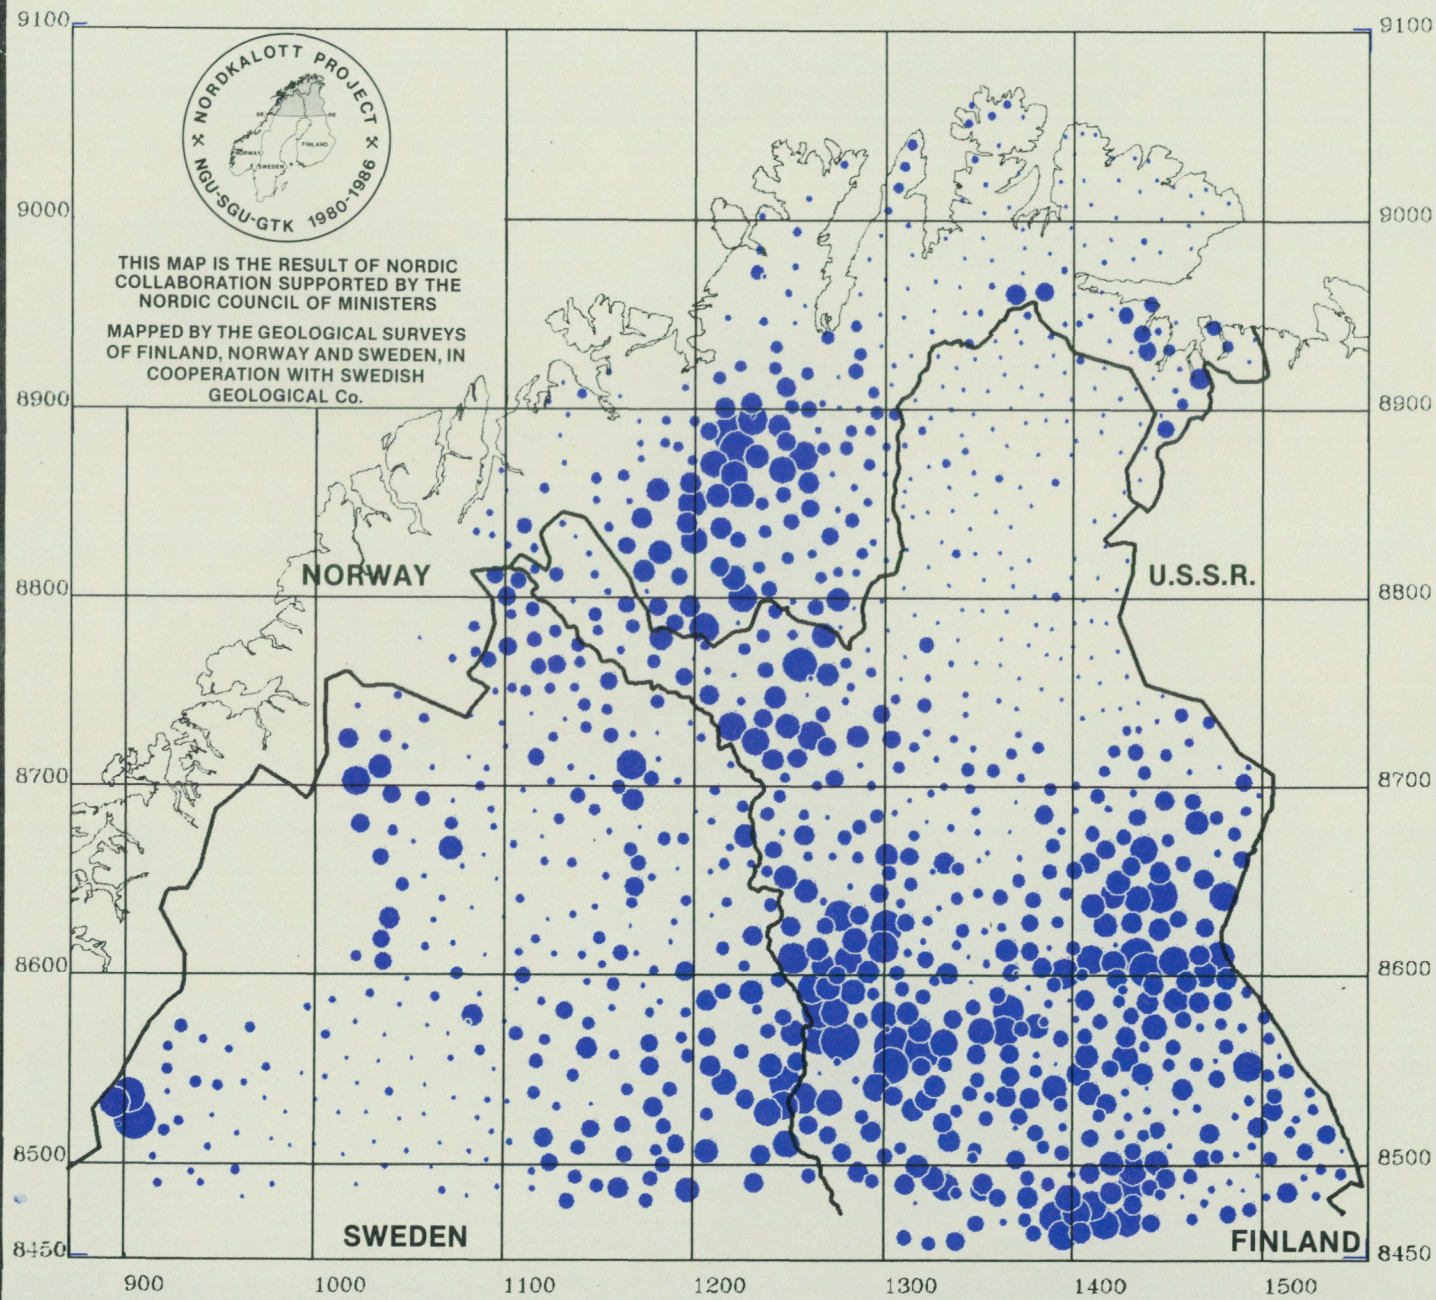 9100
9100
NORDKALOTT PROJECT
NORWAY
SWEDEN
FINLAND
NGU-SGU-GTK 1980-1986
9000
9000
THIS MAP IS THE RESULT OF NORDIC
COLLABORATION SUPPORTED BY THE
NORDIC COUNCIL OF MINISTERS
MAPPED BY THE GEOLOGICAL SURVEYS
OF FINLAND, NORWAY AND SWEDEN, IN
COOPERATION WITH SWEDISH
GEOLOGICAL Co.
8900
8900
NORWAY
U.S.S.R.
8800
8800
8700
8700
8600
8600
8500
8500
SWEDEN
FINLAND
8450
8450
900 1000 1100 1200 1300 1400 1500